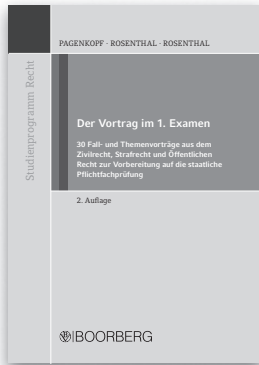 PAGENKOPF · ROSENTHAL · ROSENTHAL
Studienprogramm Recht
Der Vortrag im 1. Examen
30 Fall- und Themenvorträge aus dem
Zivilrecht, Strafrecht und Öffentlichen
Recht zur Vorbereitung auf die staatliche
Pflichtfachprüfung
2. Auflage
BOORBERG